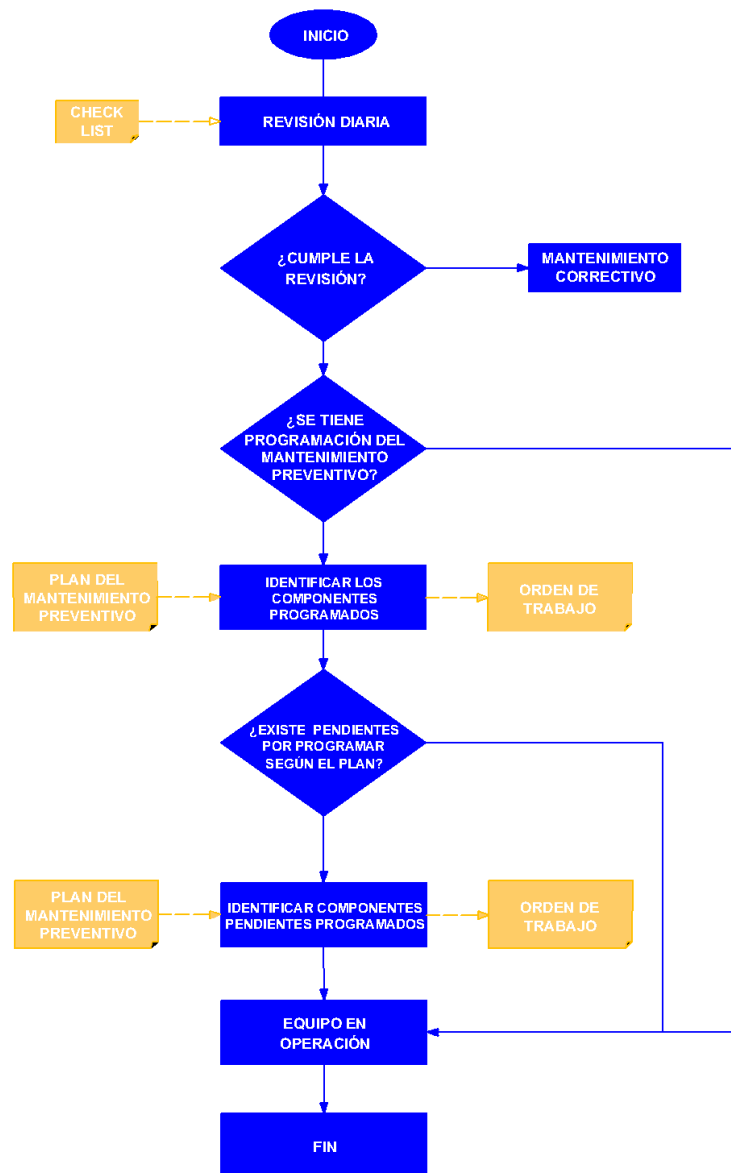 INICIO
CHECK
LIST
REVISIÓN DIARIA
¿CUMPLE LA
REVISIÓN?
MANTENIMIENTO
CORRECTIVO
¿SE TIENE
PROGRAMACIÓN DEL
MANTENIMIENTO
PREVENTIVO?
PLAN DEL
MANTENIMIENTO
PREVENTIVO
IDENTIFICAR LOS
COMPONENTES
PROGRAMADOS
ORDEN DE
TRABAJO
¿EXISTE PENDIENTES
POR PROGRAMAR
SEGÚN EL PLAN?
PLAN DEL
MANTENIMIENTO
PREVENTIVO
IDENTIFICAR COMPONENTES
PENDIENTES PROGRAMADOS
ORDEN DE
TRABAJO
EQUIPO EN
OPERACIÓN
FIN